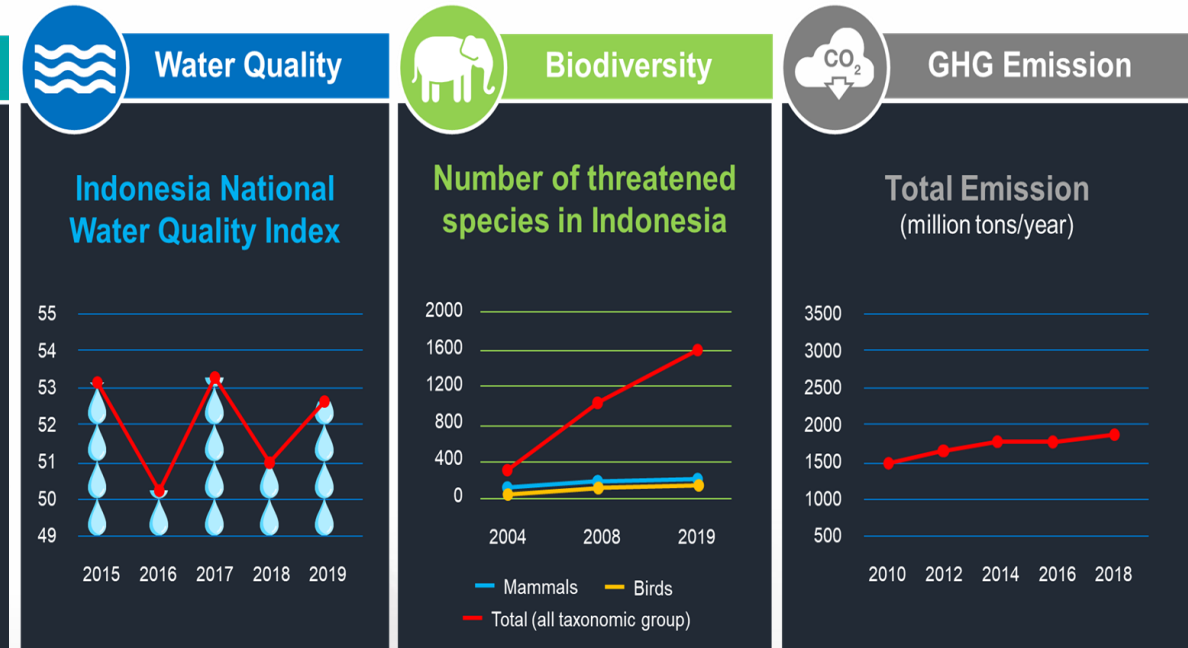 Water Quality
Indonesia National
Water Quality Index
55
54
53
52
51
50
49
2015 2016 2017 2018 2019
Biodiversity
Number of threatened
species in Indonesia
2000
1600
1200
800
400
0
2004 2008 2019
Mammals Birds
Total (all taxonomic group)
CO2
GHG Emission
Total Emission
(million tons/year)
3500
3000
2500
2000
1500
1000
500
2010 2012 2014 2016 2018